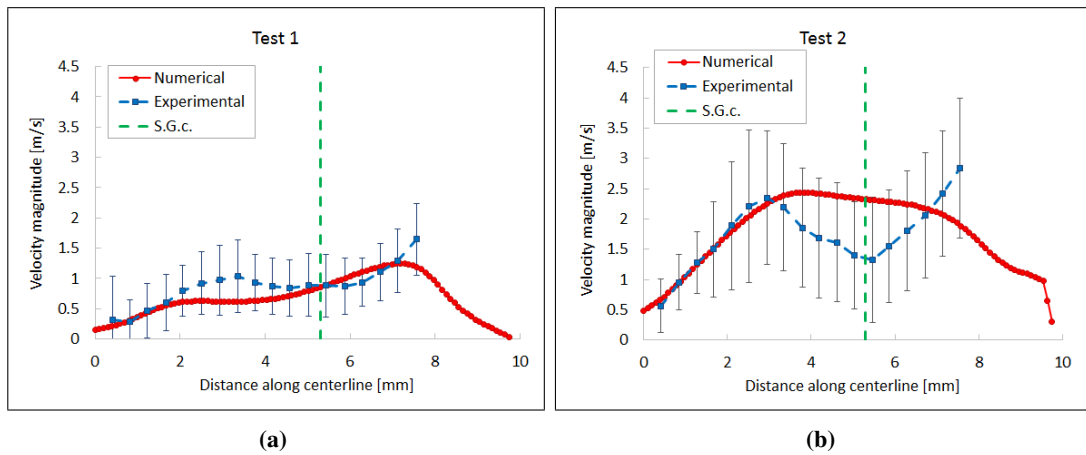 Test 1
Velocity magnitude [m/s]
4.5
4
3.5
3
2.5
2
1.5
1
0.5
0
Numerical
Experimental
S.G.c.
0 2 4 6 8 10
Distance along centerline [mm]
(a)
Test 2
Velocity magnitude [m/s]
4.5
4
3.5
3
2.5
2
1.5
1
0.5
0
Numerical
Experimental
S.G.c.
0 2 4 6 8 10
Distance along centerline [mm]
(b)